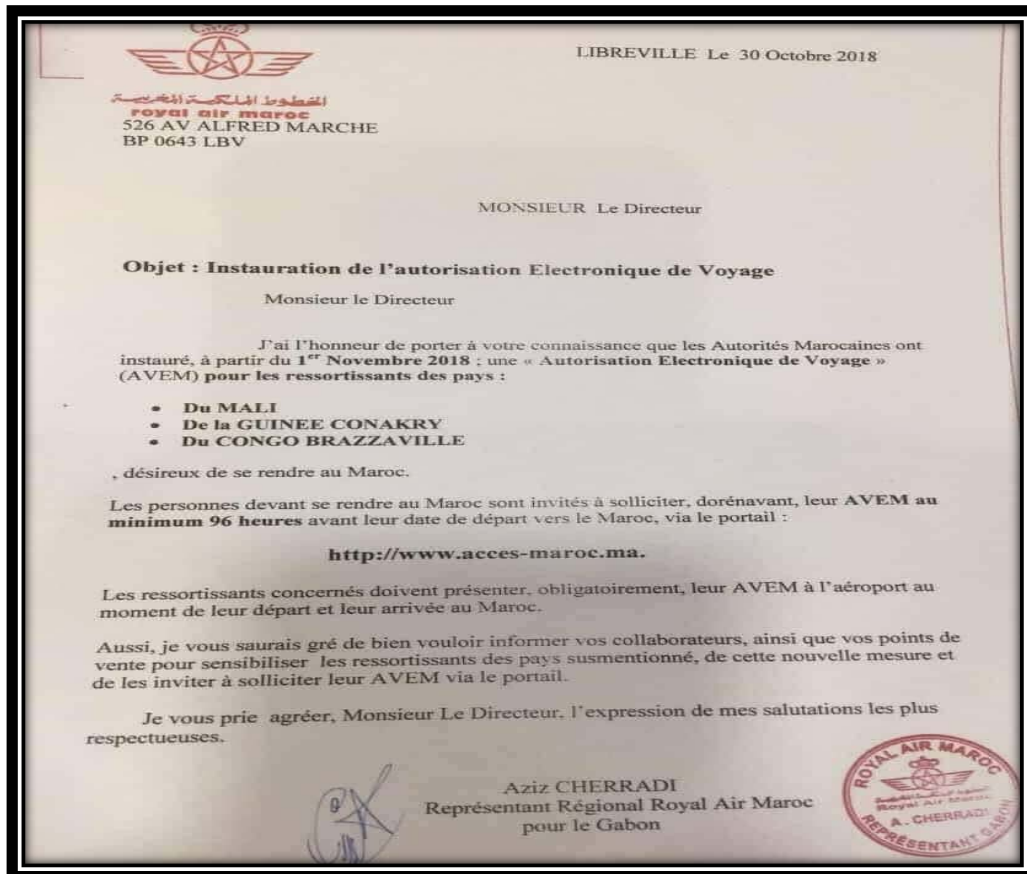 LIBREVILLE Le 30 Octobre 2018
الخطوط الملكية المغربية
royal air maroc
526 AV ALFRED MARCHE
BP 0643 LBV
MONSIEUR Le Directeur
Objet : Instauration de l'autorisation Electronique de Voyage
Monsieur le Directeur
J'ai l'honneur de porter à votre connaissance que les Autorités Marocaines ont
instauré, à partir du 1er Novembre 2018 ; une « Autorisation Electronique de Voyage »
(AVEM) pour les ressortissants des pays :
• Du MALI
• De la GUINEE CONAKRY
• Du CONGO BRAZZAVILLE
, désireux de se rendre au Maroc.
Les personnes devant se rendre au Maroc sont invités à solliciter, dorénavant, leur AVEM au
minimum 96 heures avant leur date de départ vers le Maroc, via le portail :
http://www.acces-maroc.ma.
Les ressortissants concernés doivent présenter, obligatoirement, leur AVEM à l'aéroport au
moment de leur départ et leur arrivée au Maroc.
Aussi, je vous saurais gré de bien vouloir informer vos collaborateurs, ainsi que vos points de
vente pour sensibiliser les ressortissants des pays susmentionné, de cette nouvelle mesure et
de les inviter à solliciter leur AVEM via le portail.
Je vous prie agréer, Monsieur Le Directeur, l'expression de mes salutations les plus
respectueuses.
Aziz CHERRADI
Représentant Régional Royal Air Maroc
pour le Gabon
ROYAL AIR MAROC
Royal Air Maroc
A. CHERRADI
REPRÉSENTANT GABON